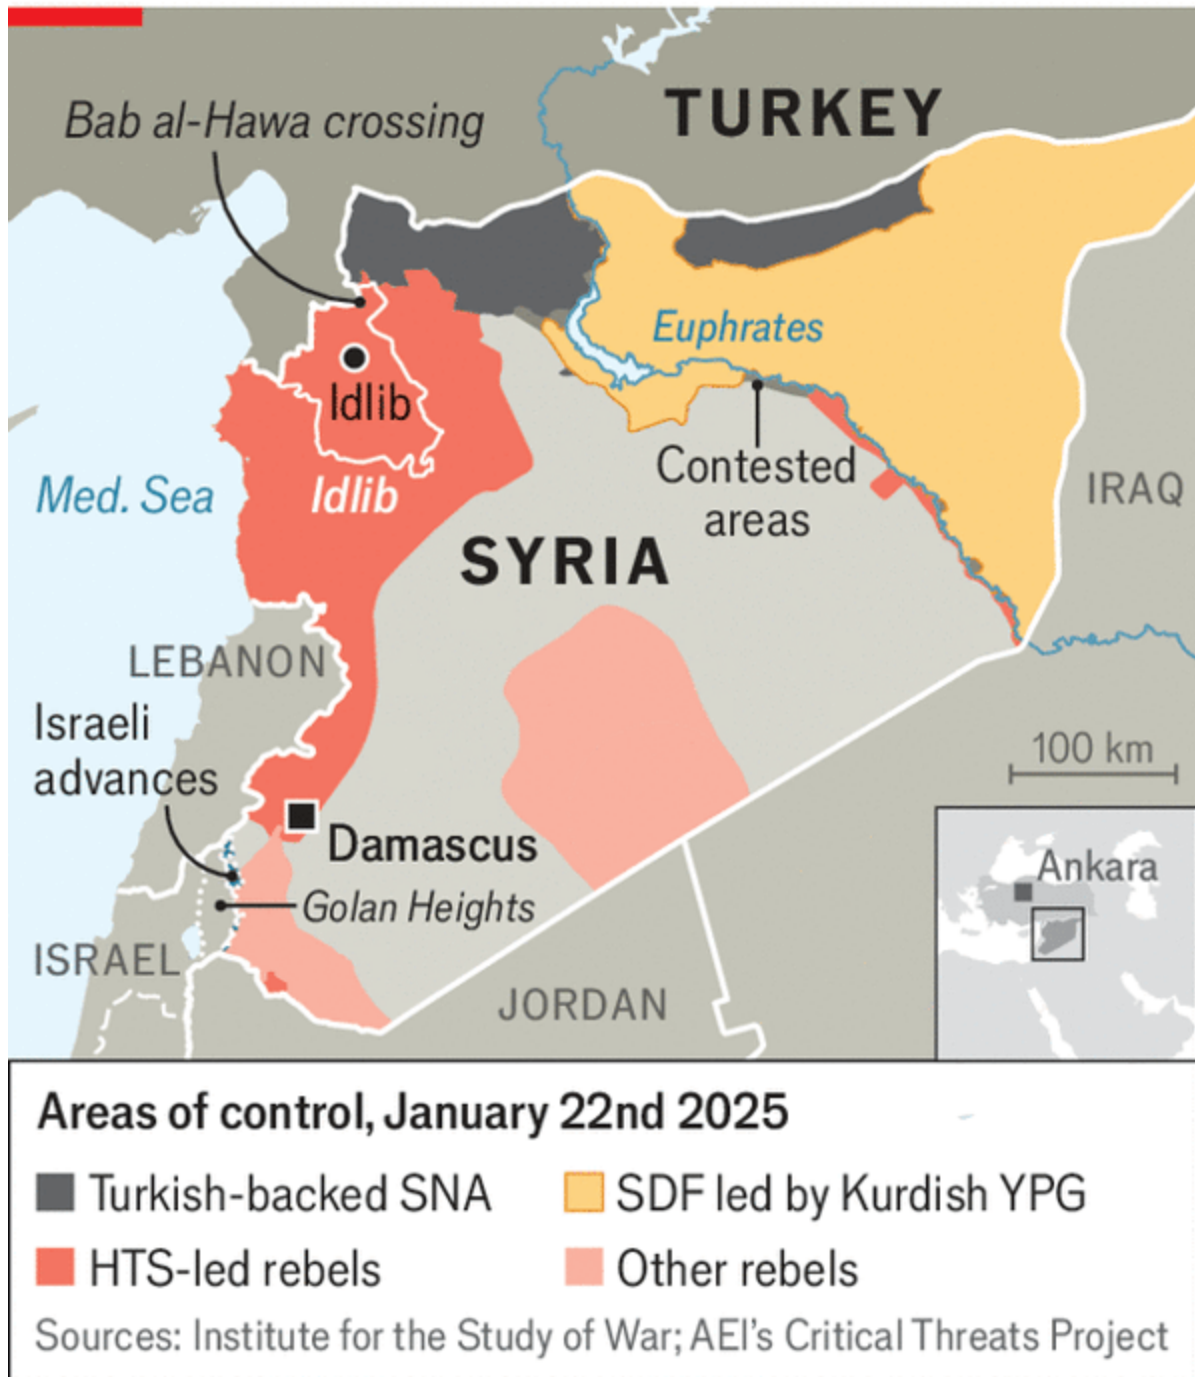 TURKEY
Bab al-Hawa crossing
Euphrates
Idlib
Med. Sea
Idlib
Contested
areas
IRAQ
SYRIA
LEBANON
Israeli
advances
100 km
Damascus
Ankara
Golan Heights
ISRAEL
JORDAN
Areas of control, January 22nd 2025
Turkish-backed SNA
SDF led by Kurdish YPG
HTS-led rebels
Other rebels
Sources: Institute for the Study of War; AEI’s Critical Threats Project